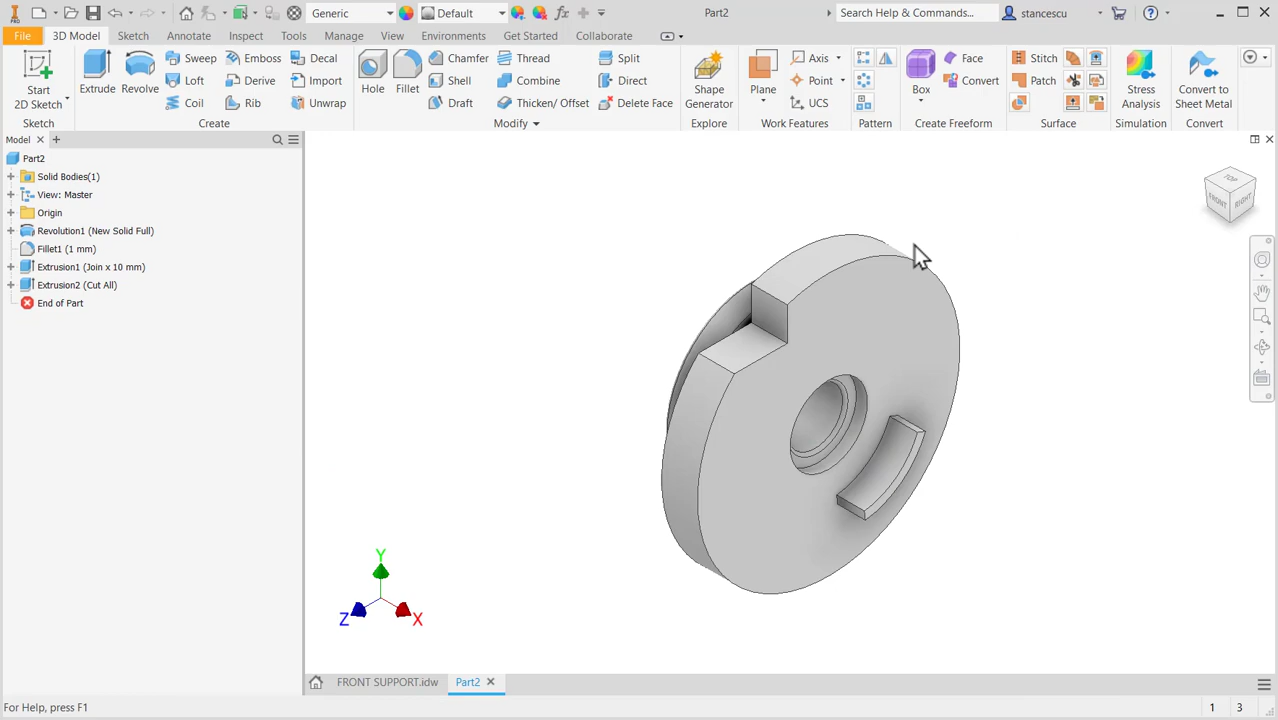 PRO
Generic
Default
fx
Part2
Search Help & Commands...
stancescu
File
3D Model
Sketch
Annotate
Inspect
Tools
Manage
View
Environments
Get Started
Collaborate
Start
2D Sketch
Extrude
Revolve
Sweep
Loft
Coil
Emboss
Derive
Rib
Decal
Import
Unwrap
Hole
Fillet
Chamfer
Shell
Draft
Thread
Combine
Thicken/ Offset
Split
Direct
Delete Face
Shape
Generator
Plane
Axis
Point
UCS
Box
Face
Convert
Stitch
Patch
Stress
Analysis
Convert to
Sheet Metal
Sketch
Create
Modify
Explore
Work Features
Pattern
Create Freeform
Surface
Simulation
Convert
Model
Part2
Solid Bodies(1)
View: Master
Origin
Revolution1 (New Solid Full)
Fillet1 (1 mm)
Extrusion1 (Join x 10 mm)
Extrusion2 (Cut All)
End of Part
TOP
FRONT
RIGHT
Y
Z
X
FRONT SUPPORT.idw
Part2
For Help, press F1
1
3